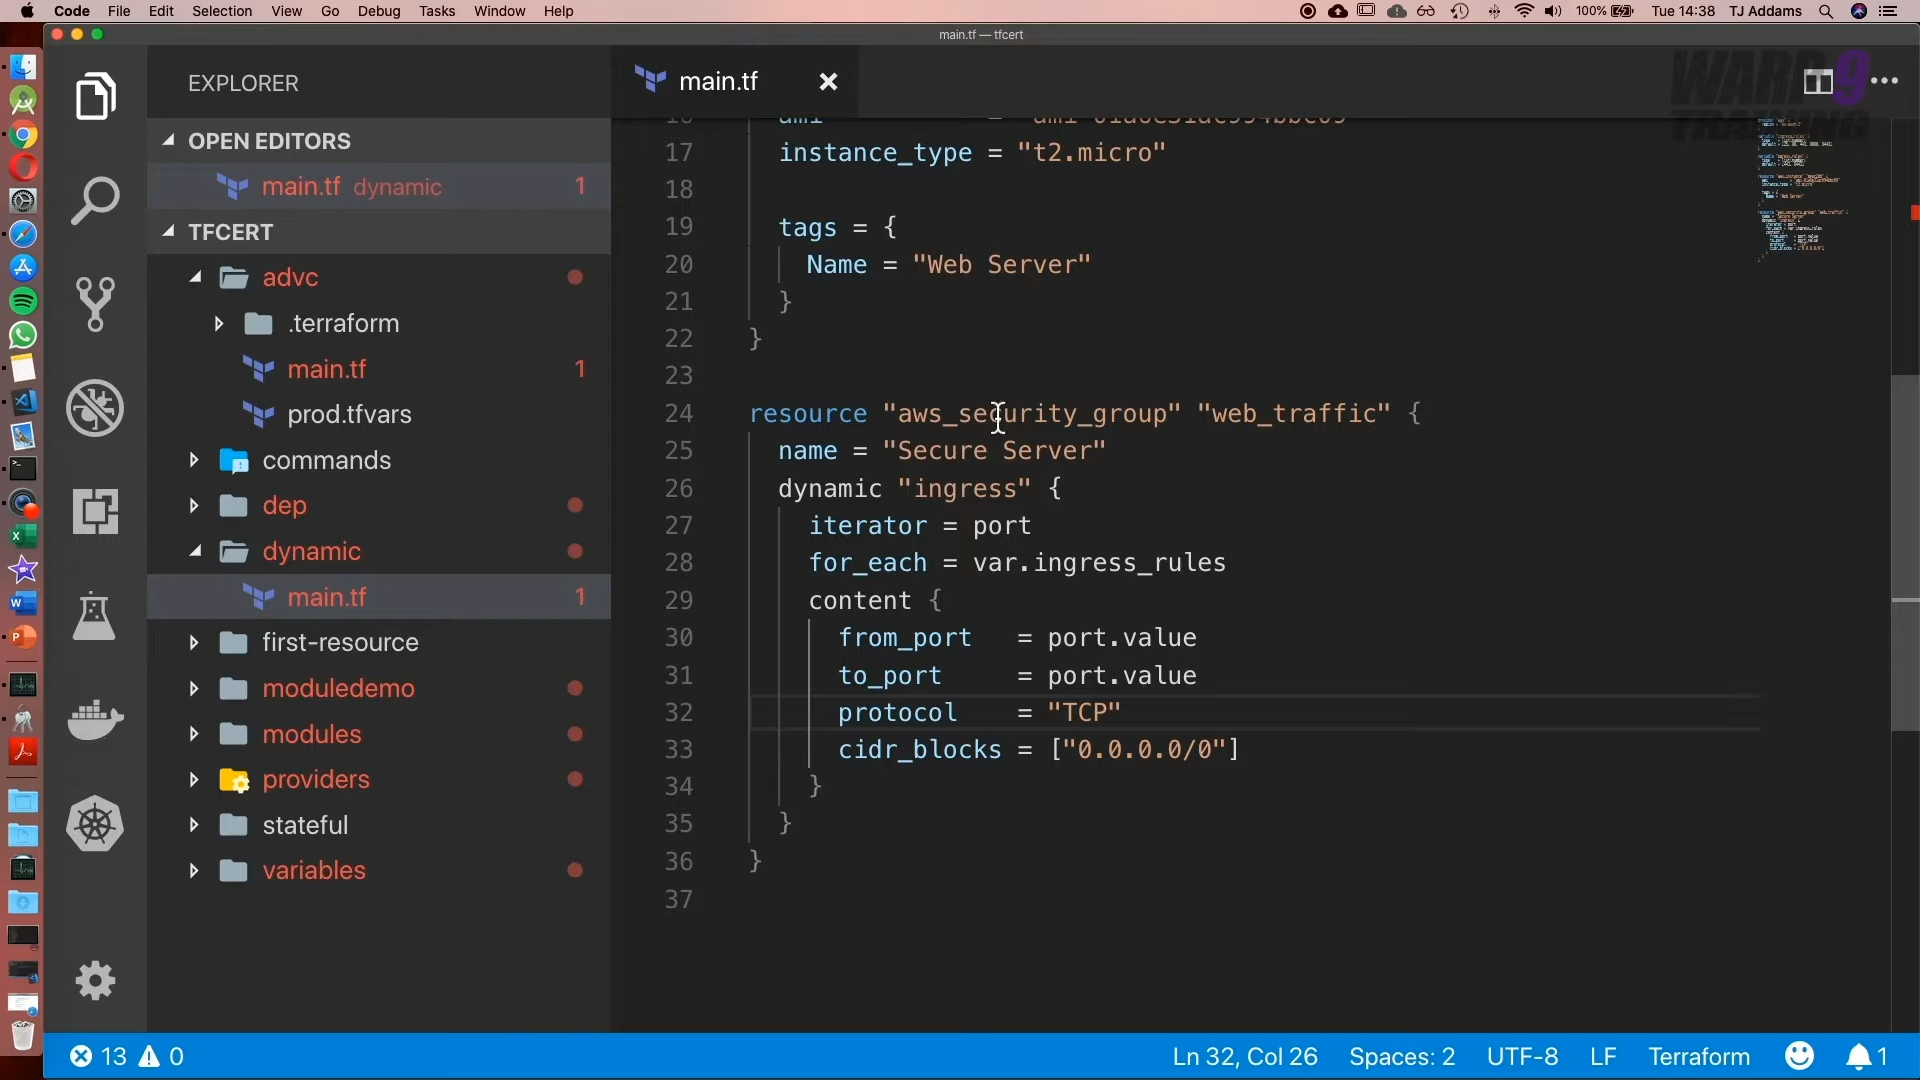 Code File Edit Selection View Go Debug Tasks Window Help 100% Tue 14:38 TJ Addams
main.tf — tfcert
EXPLORER
OPEN EDITORS
main.tf dynamic 1
TFCERT
advc
.terraform
main.tf 1
prod.tfvars
commands
dep
dynamic
main.tf 1
first-resource
moduledemo
modules
providers
stateful
variables
main.tf
WARP 9
TRAINING
17 instance_type = "t2.micro"
18
19 tags = {
20 Name = "Web Server"
21 }
22 }
23
24 resource "aws_security_group" "web_traffic" {
25 name = "Secure Server"
26 dynamic "ingress" {
27 iterator = port
28 for_each = var.ingress_rules
29 content {
30 from_port = port.value
31 to_port = port.value
32 protocol = "TCP"
33 cidr_blocks = ["0.0.0.0/0"]
34 }
35 }
36 }
37
13 0 Ln 32, Col 26 Spaces: 2 UTF-8 LF Terraform 1